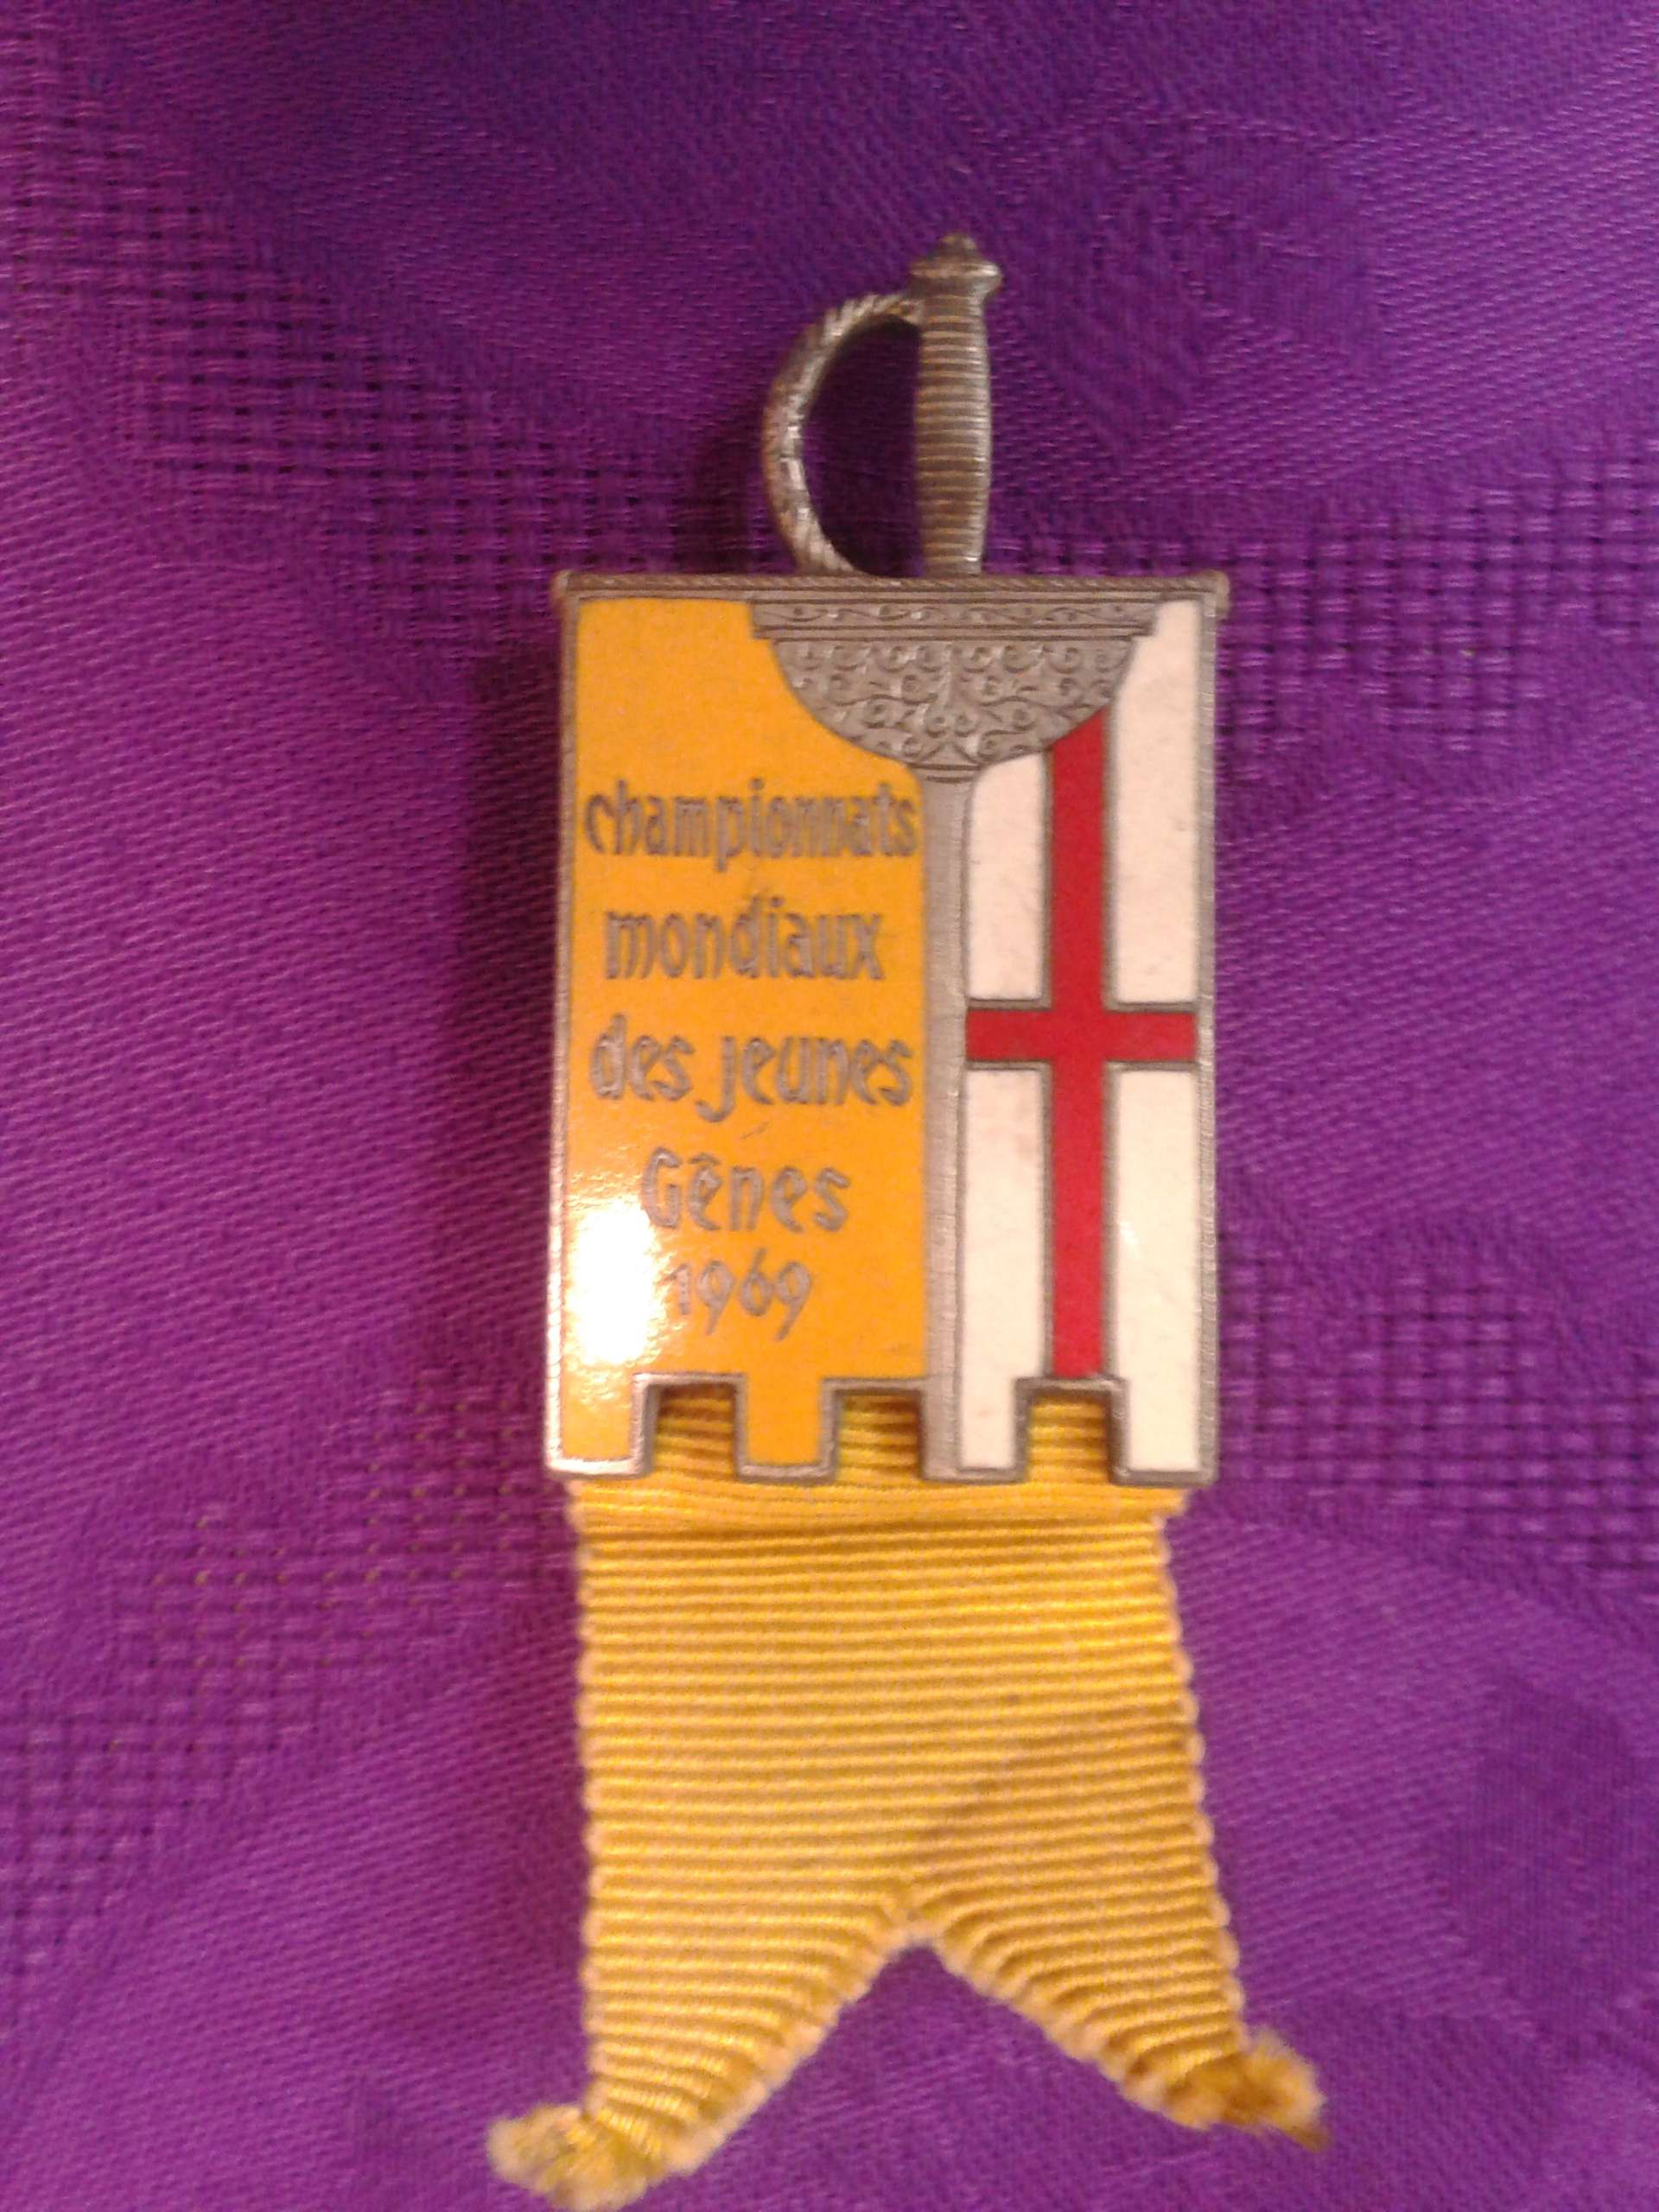 championnats
mondiaux
des jeunes
Gênes
1969